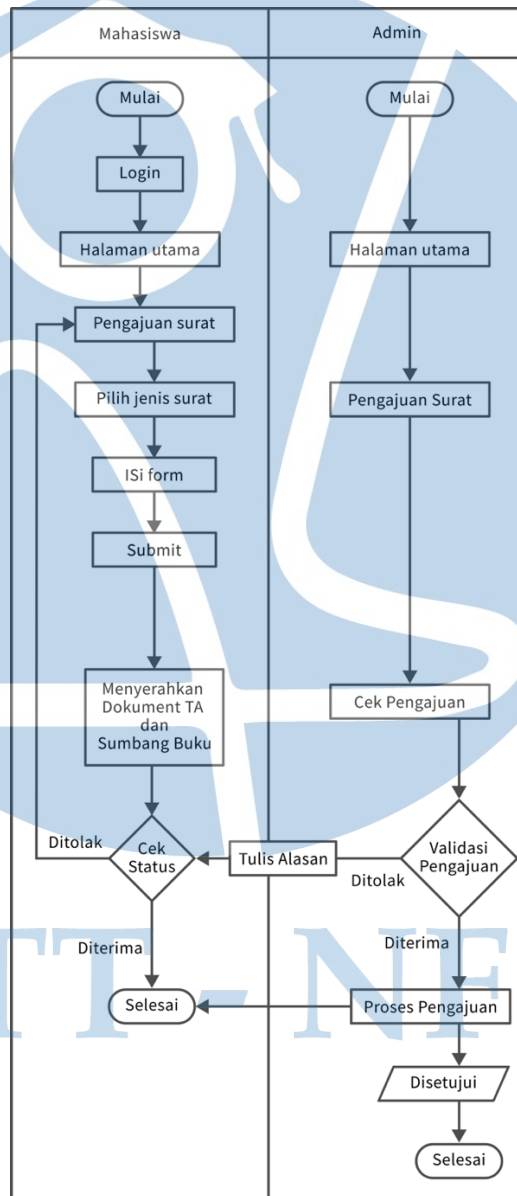 Mahasiswa
Admin
Mulai
Mulai
Login
Halaman utama
Halaman utama
Pengajuan surat
Pilih jenis surat
Pengajuan Surat
ISi form
Submit
Menyerahkan
Dokument TA
dan
Sumbang Buku
Cek Pengajuan
Ditolak
Cek
Status
Tulis Alasan
Ditolak
Validasi
Pengajuan
Diterima
Diterima
TT - NF
Selesai
Proses Pengajuan
Disetujui
Selesai